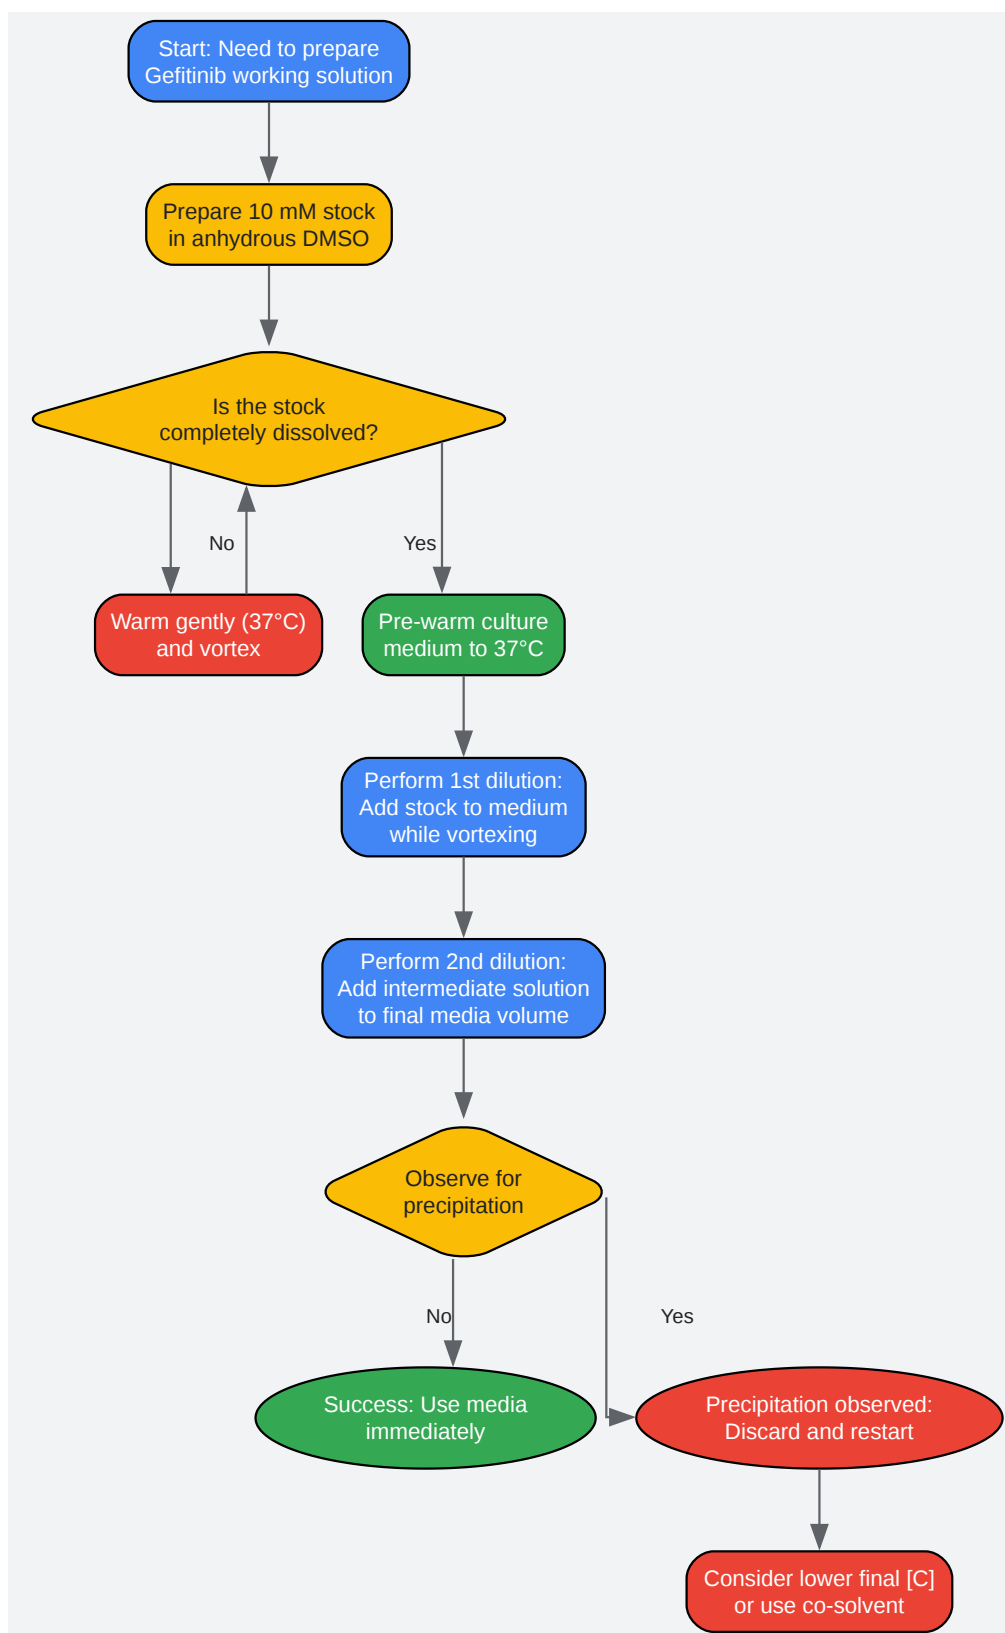 Start: Need to prepare
Gefitinib working solution
Prepare 10 mM stock
in anhydrous DMSO
Is the stock
completely dissolved?
No
Yes
Warm gently (37°C)
and vortex
Pre-warm culture
medium to 37°C
Perform 1st dilution:
Add stock to medium
while vortexing
Perform 2nd dilution:
Add intermediate solution
to final media volume
Observe for
precipitation
No
Yes
Success: Use media
immediately
Precipitation observed:
Discard and restart
Consider lower final [C]
or use co-solvent